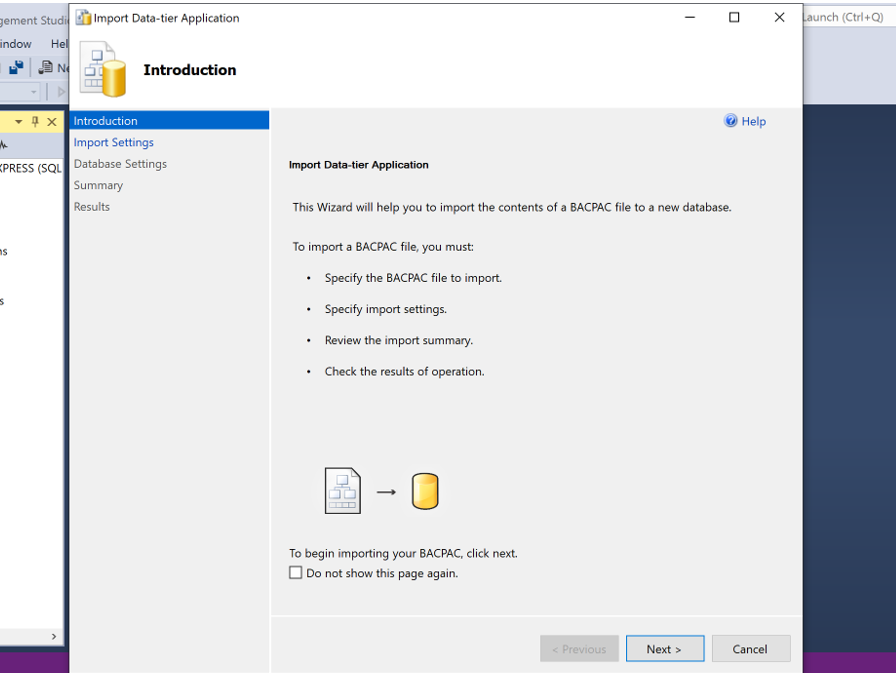 Import Data-tier Application
Launch (Ctrl+Q)
Introduction
Introduction
Import Settings
Database Settings
Summary
Results
Help
Import Data-tier Application
This Wizard will help you to import the contents of a BACPAC file to a new database.
To import a BACPAC file, you must:
• Specify the BACPAC file to import.
• Specify import settings.
• Review the import summary.
• Check the results of operation.
To begin importing your BACPAC, click next.
Do not show this page again.
< Previous
Next >
Cancel
gement Studi
indow Hel
Ne
XPRESS (SQL
ns
s